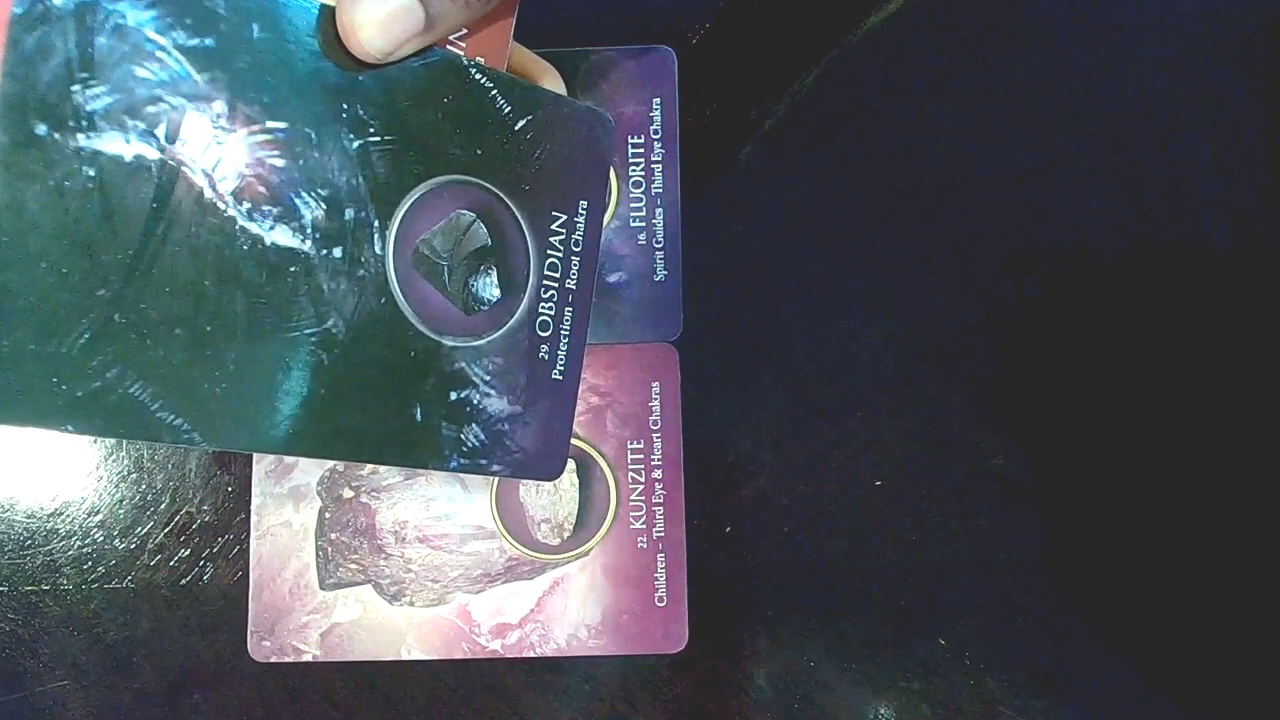 29. OBSIDIAN
Protection – Root Chakra
16. FLUORITE
Spirit Guides – Third Eye Chakra
22. KUNZITE
Children – Third Eye & Heart Chakras